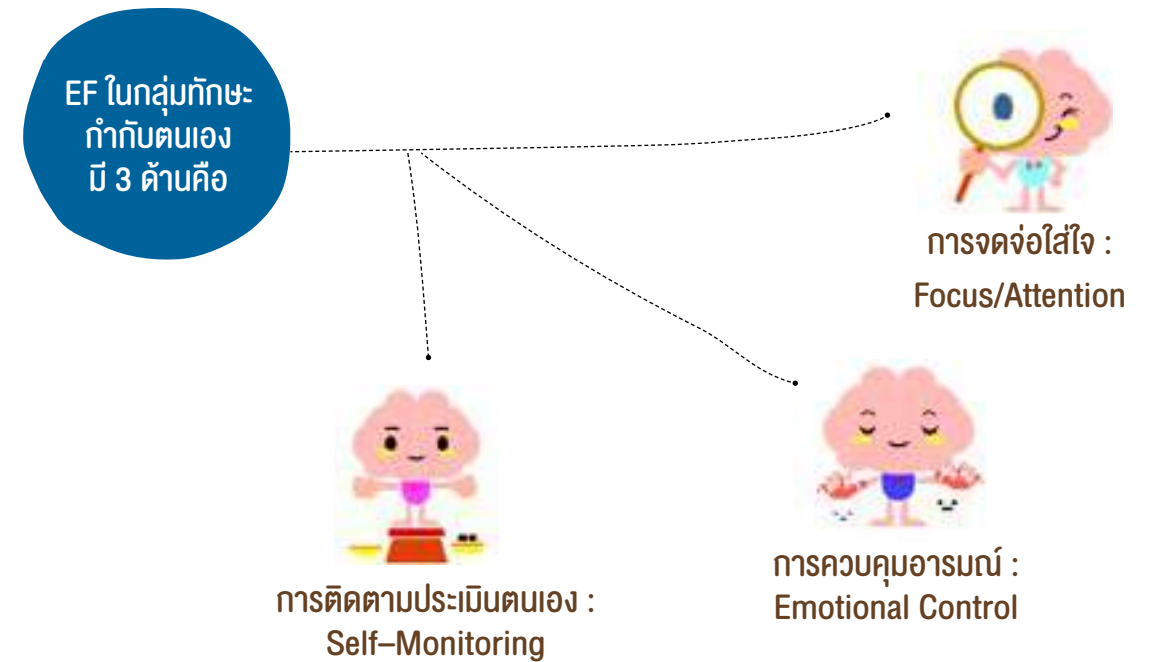 EF ในกลุ่มทักษะ
กำกับตนเอง
มี 3 ด้านคือ
การจดจ่อใส่ใจ :
Focus/Attention
การควบคุมอารมณ์ :
Emotional Control
การติดตามประเมินตนเอง :
Self–Monitoring